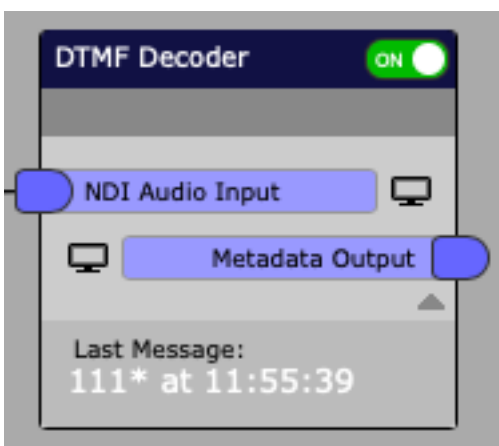 DTMF Decoder
ON
NDI Audio Input
Metadata Output
Last Message:
111* at 11:55:39